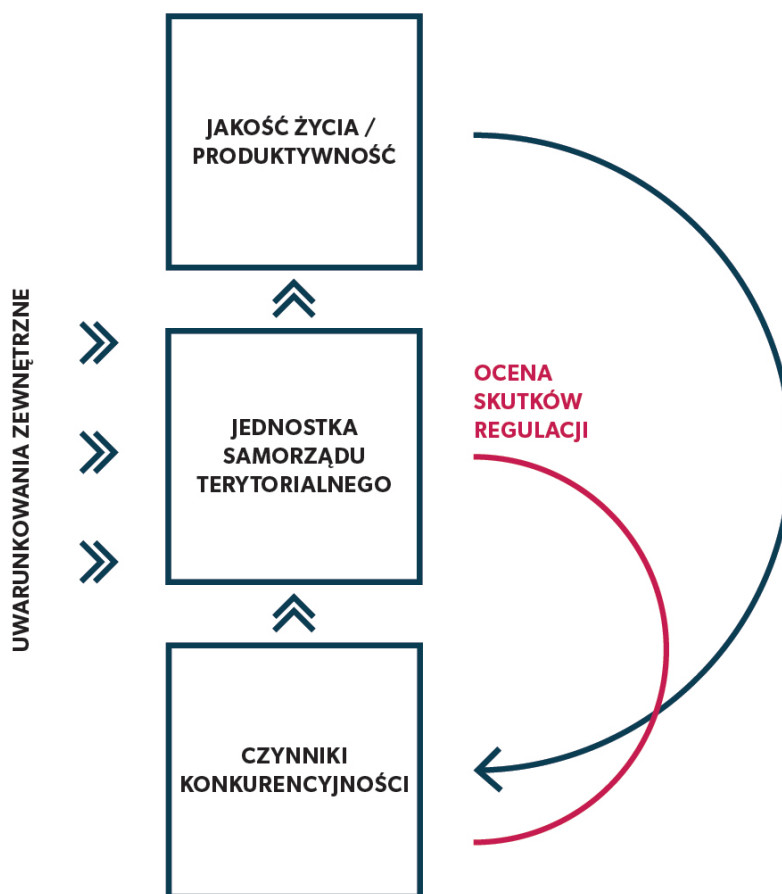 JAKOŚĆ ŻYCIA /
PRODUKTYWNOŚĆ
UWARUNKOWANIA ZEWNĘTRZNE
JEDNOSTKA
SAMORZĄDU
TERYTORIALNEGO
OCENA
SKUTKÓW
REGULACJI
CZYNNIKI
KONKURENCYJNOŚCI